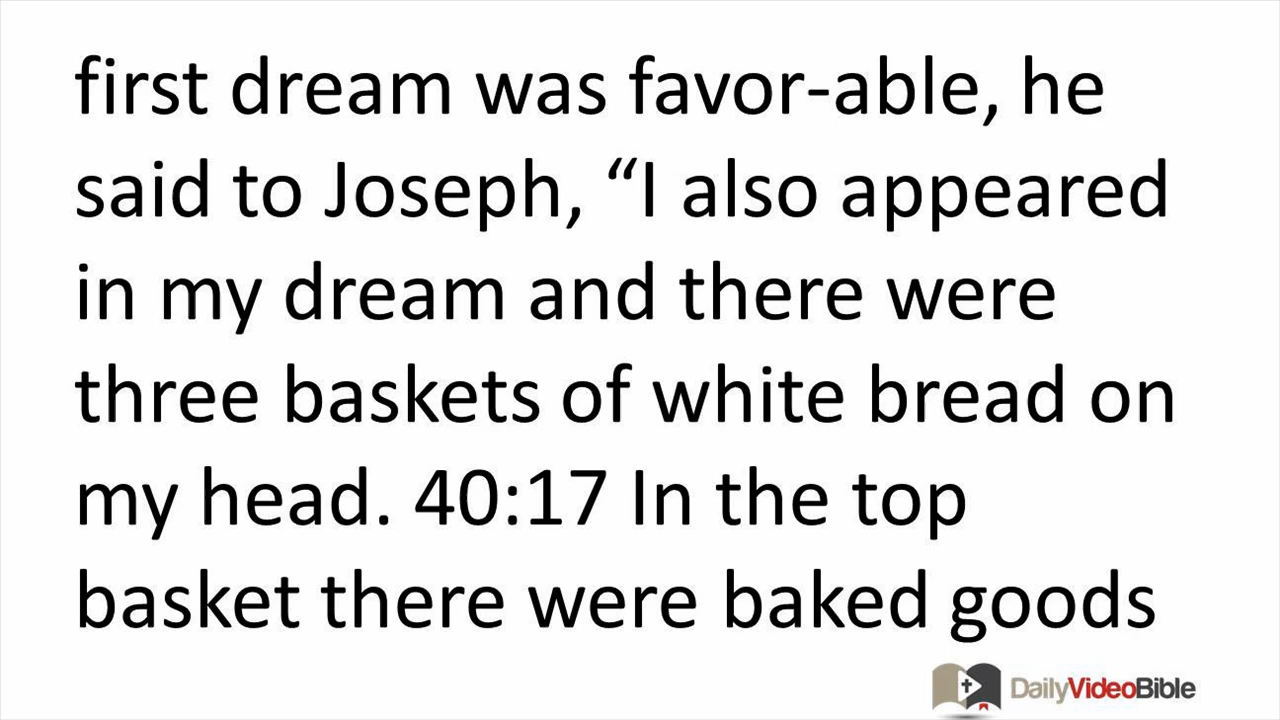 first dream was favor-able, he
said to Joseph, “I also appeared
in my dream and there were
three baskets of white bread on
my head. 40:17 In the top
basket there were baked goods
DailyVideoBible